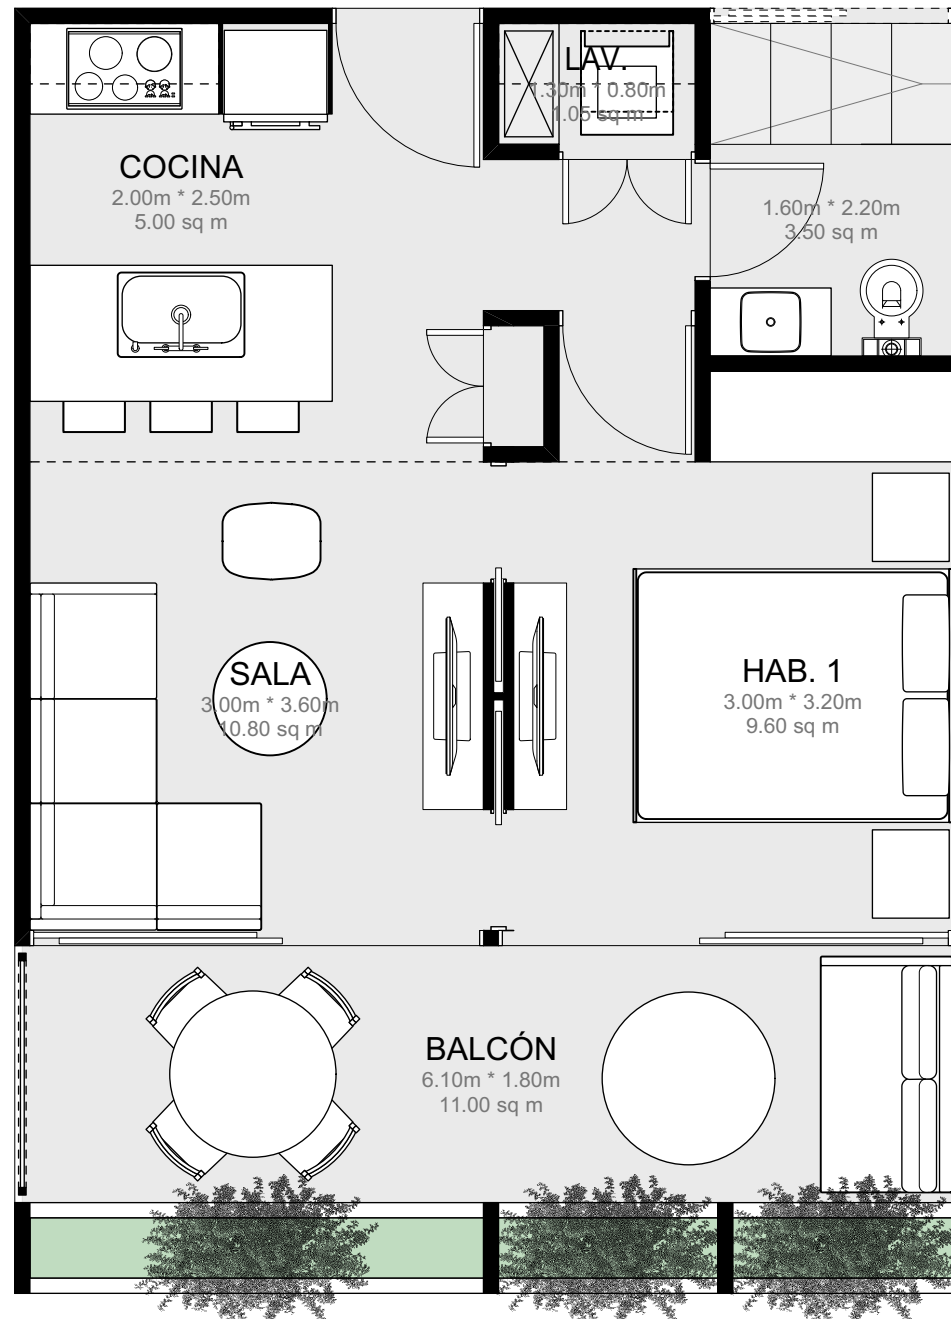 LAV.
1.30m * 0.80m
1.05 sq m
COCINA
2.00m * 2.50m
5.00 sq m
1.60m * 2.20m
3.50 sq m
SALA
3.00m * 3.60m
10.80 sq m
HAB. 1
3.00m * 3.20m
9.60 sq m
BALCÓN
6.10m * 1.80m
11.00 sq m